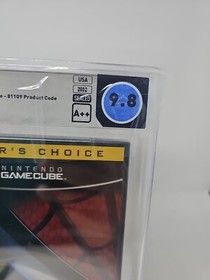 USA
2002
9.8
- 81109 Product Code
A++
R'S CHOICE
NINTENDO
GAMECUBE